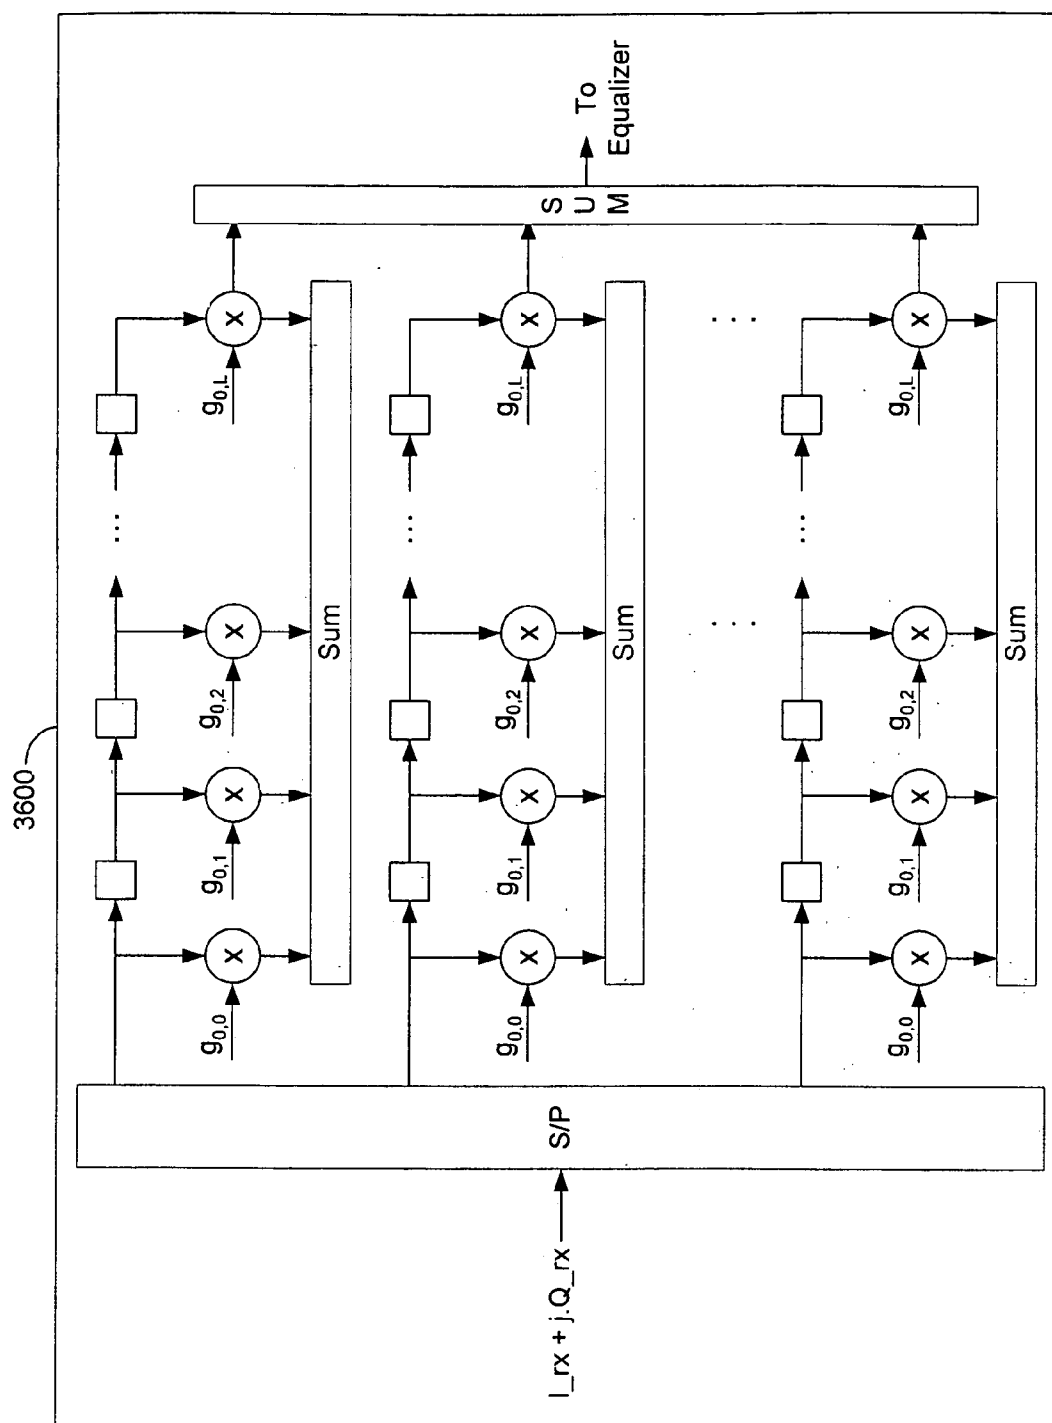 3600
I_rx + j.Q_rx
S/P
g0,0
g0,1
g0,2
...
g0,L
Sum
g0,0
g0,1
g0,2
...
g0,L
Sum
...
...
g0,0
g0,1
g0,2
...
g0,L
Sum
S
U
M
To
Equalizer